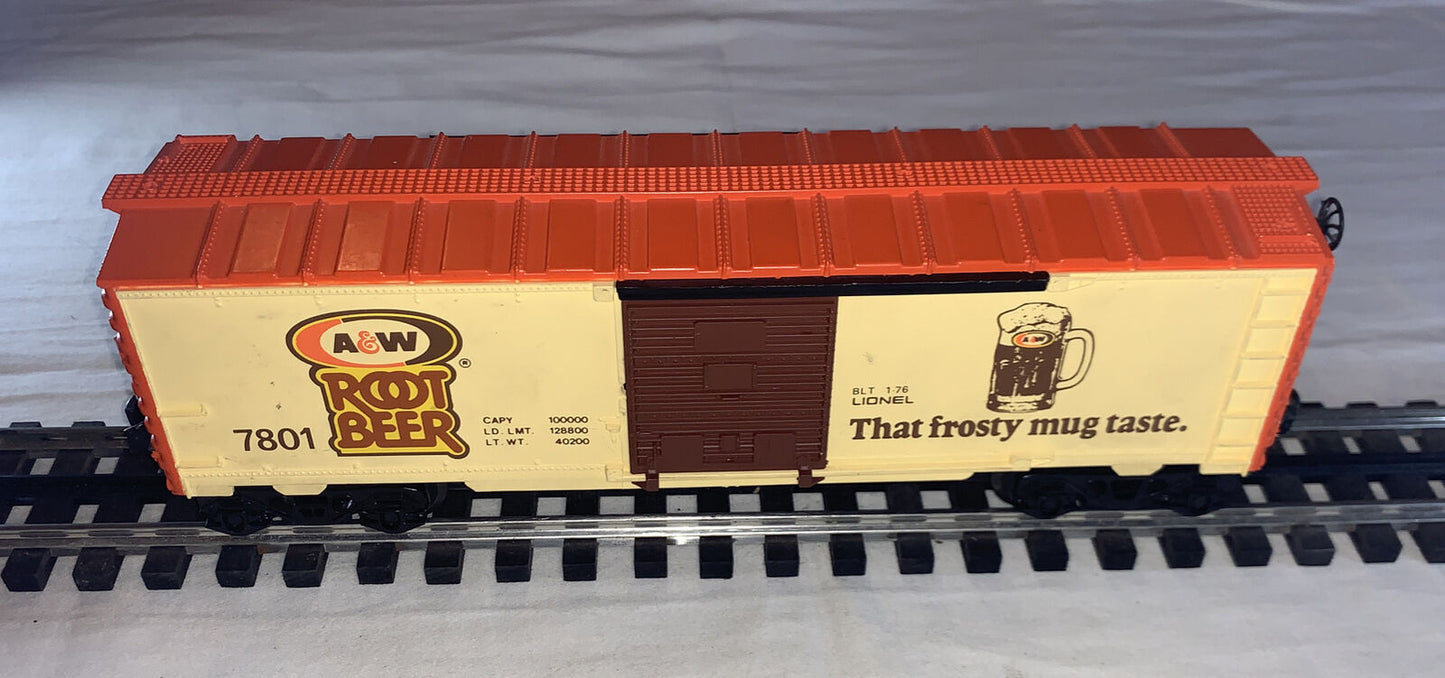 A&W
®
ROOT
BEER
7801
CAPY 100000
LD. LMT. 128800
LT. WT. 40200
A&W
BLT 1-76
LIONEL
That frosty mug taste.